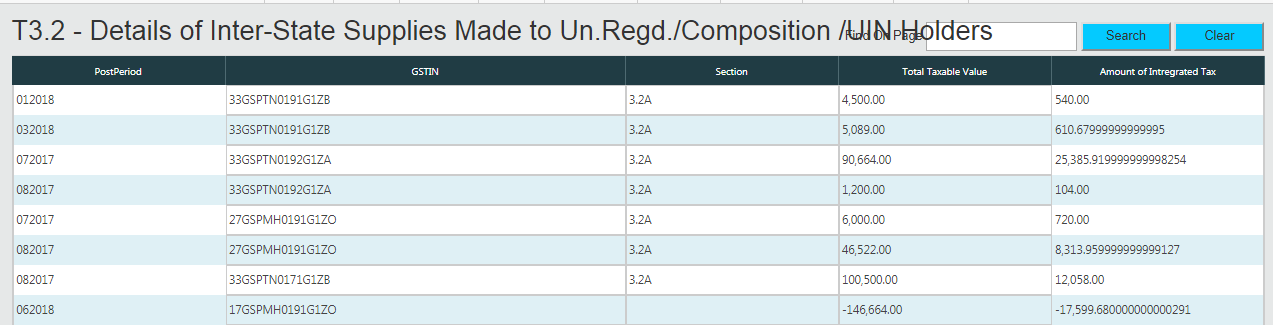 T3.2 - Details of Inter-State Supplies Made to Un.Regd./Composition /UIN Holders
Find On Page Search Clear
PostPeriod GSTIN Section Total Taxable Value Amount of Intregrated Tax
012018 33GSPTN0191G1ZB 3.2A 4,500.00 540.00
032018 33GSPTN0191G1ZB 3.2A 5,089.00 610.67999999999995
072017 33GSPTN0192G1ZA 3.2A 90,664.00 25,385.919999999998254
082017 33GSPTN0192G1ZA 3.2A 1,200.00 104.00
072017 27GSPMH0191G1ZO 3.2A 6,000.00 720.00
082017 27GSPMH0191G1ZO 3.2A 46,522.00 8,313.959999999999127
082017 33GSPTN0171G1ZB 3.2A 100,500.00 12,058.00
062018 17GSPMH0191G1ZO -146,664.00 -17,599.680000000000291